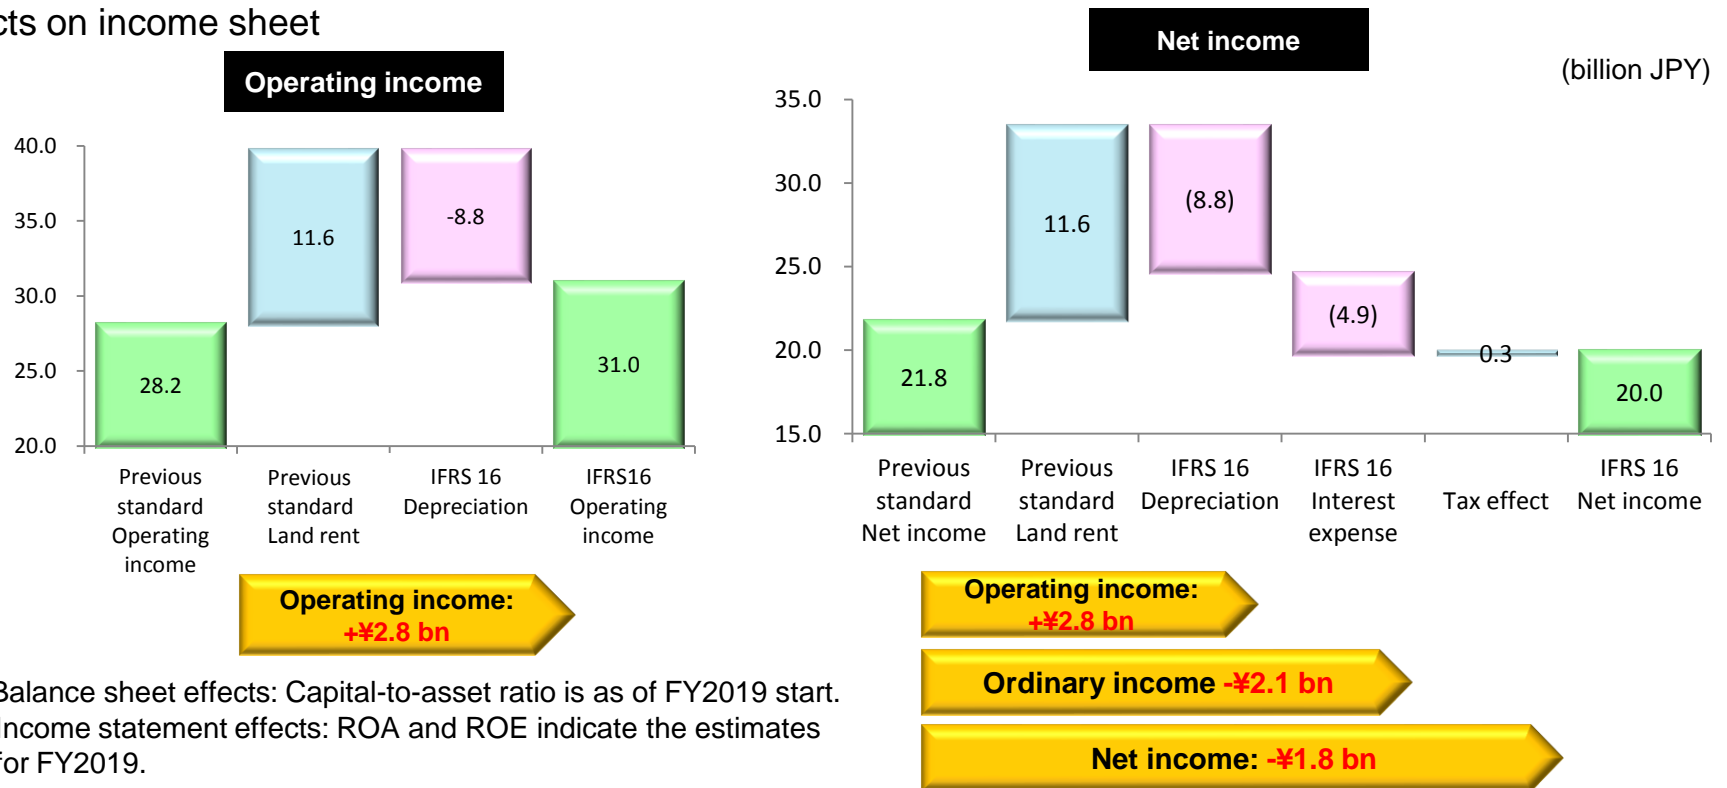 cts on income sheet
Operating income
40.0
35.0
30.0
25.0
20.0
28.2
11.6
-8.8
31.0
Previous
standard
Operating
income
Previous
standard
Land rent
IFRS 16
Depreciation
IFRS16
Operating
income
Operating income:
+¥2.8 bn
Balance sheet effects: Capital-to-asset ratio is as of FY2019 start.
Income statement effects: ROA and ROE indicate the estimates
for FY2019.
Net income
(billion JPY)
35.0
30.0
25.0
20.0
15.0
21.8
11.6
(8.8)
(4.9)
0.3
20.0
Previous
standard
Net income
Previous
standard
Land rent
IFRS 16
Depreciation
IFRS 16
Interest
expense
Tax effect
IFRS 16
Net income
Operating income:
+¥2.8 bn
Ordinary income -¥2.1 bn
Net income: -¥1.8 bn